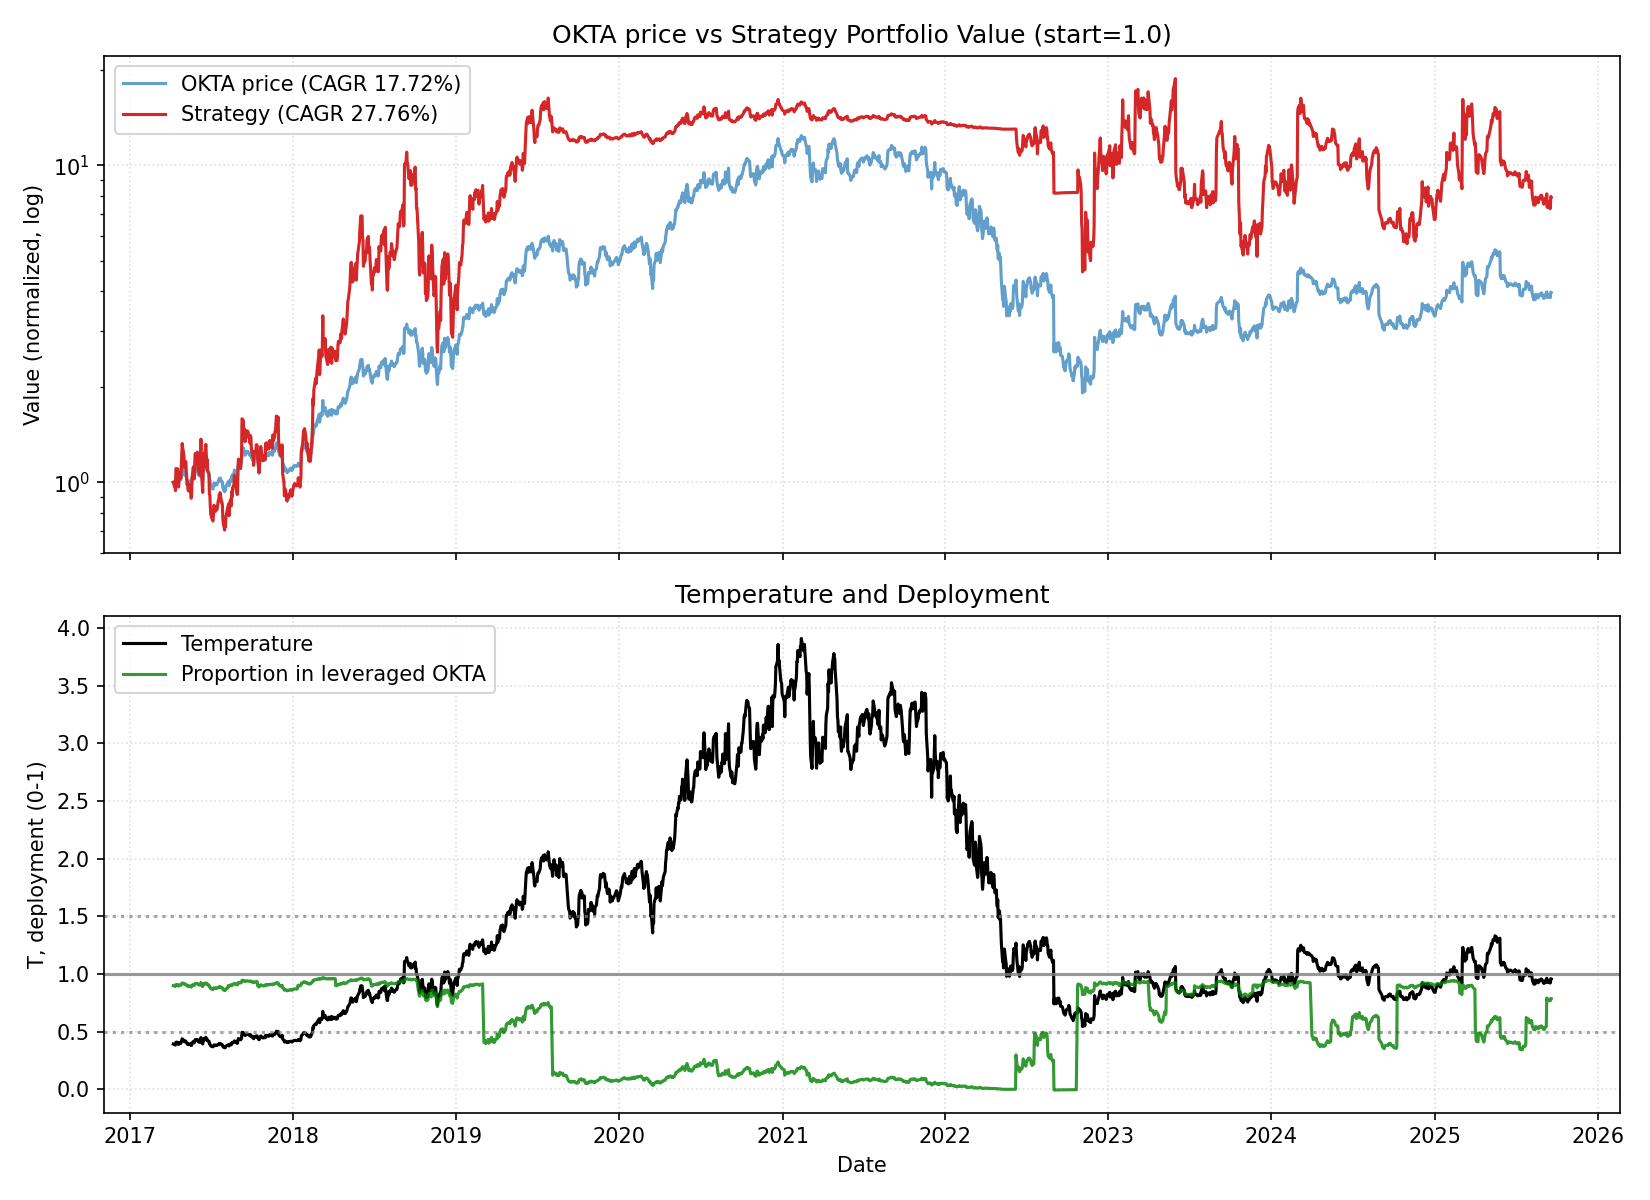 OKTA price vs Strategy Portfolio Value (start=1.0)
OKTA price (CAGR 17.72%)
Strategy (CAGR 27.76%)
Value (normalized, log)
10¹
10⁰
Temperature and Deployment
Temperature
Proportion in leveraged OKTA
T, deployment (0-1)
4.0
3.5
3.0
2.5
2.0
1.5
1.0
0.5
0.0
2017 2018 2019 2020 2021 2022 2023 2024 2025 2026
Date